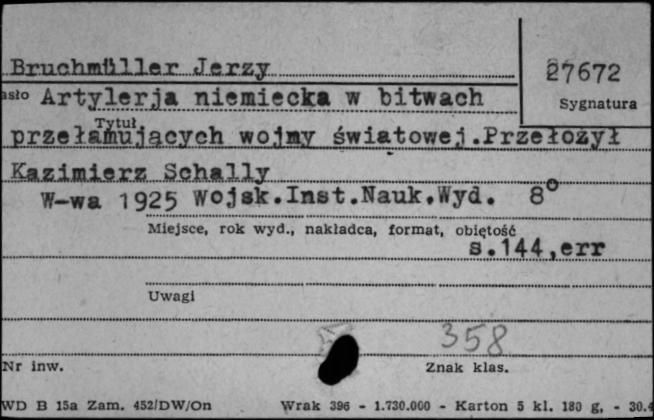 Bruchmüller Jerzy
27672
asło Artylerja niemiecka w bitwach
Sygnatura
Tytuł
przełamujących wojny światowej.Przełożył
Kazimierz Schally
W-wa 1925 Wojsk.Inst.Nauk.Wyd. 8°
Miejsce, rok wyd., nakładca, format, obiętość
s.144,err
Uwagi
358
Nr inw.
Znak klas.
WD B 15a Zam. 452/DW/On Wrak 396 - 1.730.000 - Karton 5 kl. 180 g. - 30.4